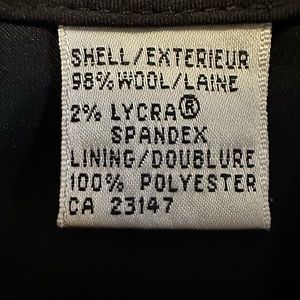 SHELL/EXTERIEUR
98% WOOL/LAINE
2% LYCRA®
SPANDEX
LINING/DOUBLURE
100% POLYESTER
CA 23147